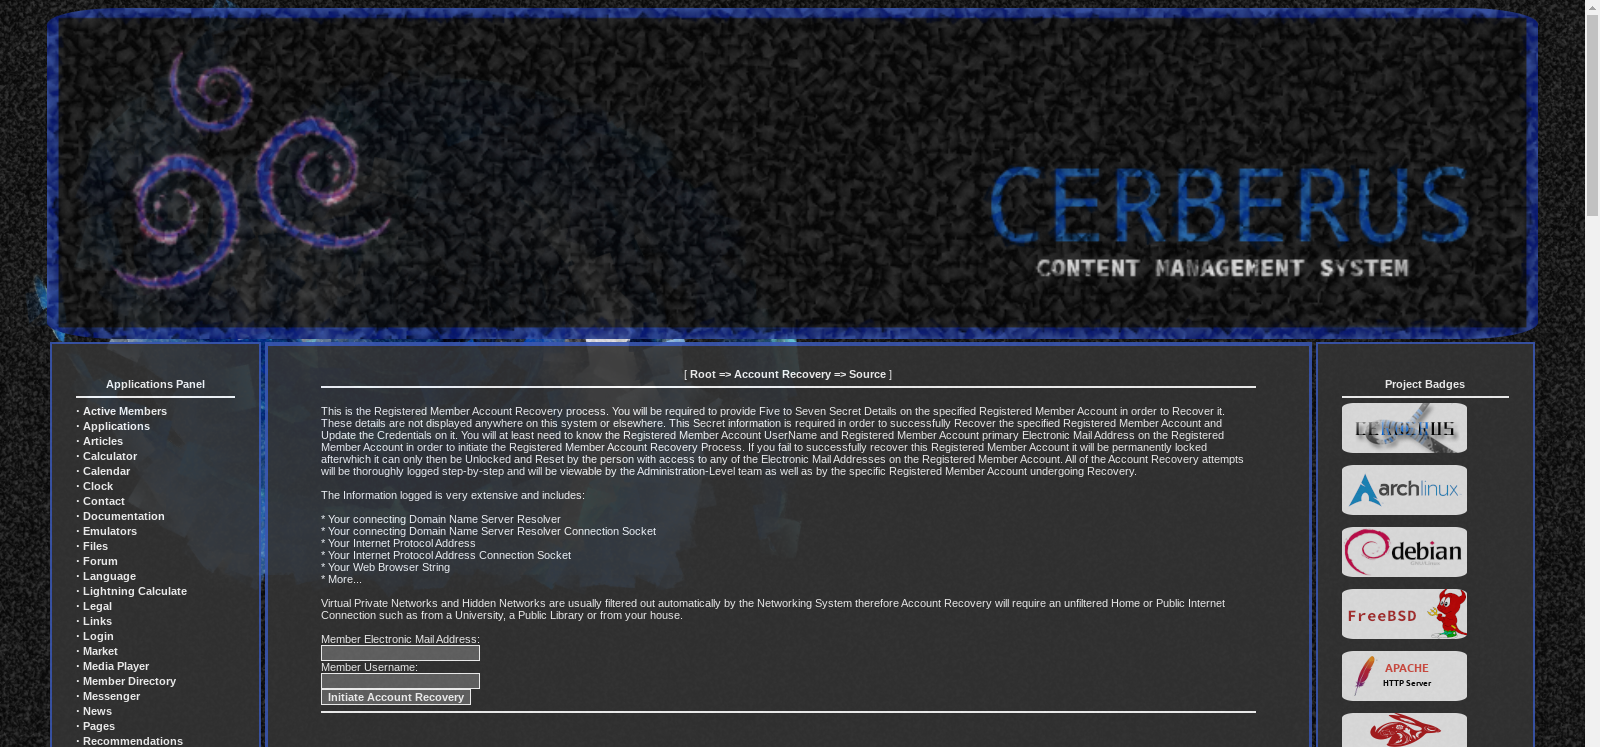 CERBERUS
CONTENT MANAGEMENT SYSTEM
Applications Panel
· Active Members
· Applications
· Articles
· Calculator
· Calendar
· Clock
· Contact
· Documentation
· Emulators
· Files
· Forum
· Language
· Lightning Calculate
· Legal
· Links
· Login
· Market
· Media Player
· Member Directory
· Messenger
· News
· Pages
· Recommendations
[ Root => Account Recovery => Source ]
This is the Registered Member Account Recovery process. You will be required to provide Five to Seven Secret Details on the specified Registered Member Account in order to Recover it.
These details are not displayed anywhere on this system or elsewhere. This Secret information is required in order to successfully Recover the specified Registered Member Account and
Update the Credentials on it. You will at least need to know the Registered Member Account UserName and Registered Member Account primary Electronic Mail Address on the Registered
Member Account in order to initiate the Registered Member Account Recovery Process. If you fail to successfully recover this Registered Member Account it will be permanently locked
afterwhich it can only then be Unlocked and Reset by the person with access to any of the Electronic Mail Addresses on the Registered Member Account. All of the Account Recovery attempts
will be thoroughly logged step-by-step and will be viewable by the Administration-Level team as well as by the specific Registered Member Account undergoing Recovery.
The Information logged is very extensive and includes:
* Your connecting Domain Name Server Resolver
* Your connecting Domain Name Server Resolver Connection Socket
* Your Internet Protocol Address
* Your Internet Protocol Address Connection Socket
* Your Web Browser String
* More...
Virtual Private Networks and Hidden Networks are usually filtered out automatically by the Networking System therefore Account Recovery will require an unfiltered Home or Public Internet
Connection such as from a University, a Public Library or from your house.
Member Electronic Mail Address:
Member Username:
Initiate Account Recovery
Project Badges
CERBERUS
archlinux
debian
FreeBSD
APACHE
HTTP Server